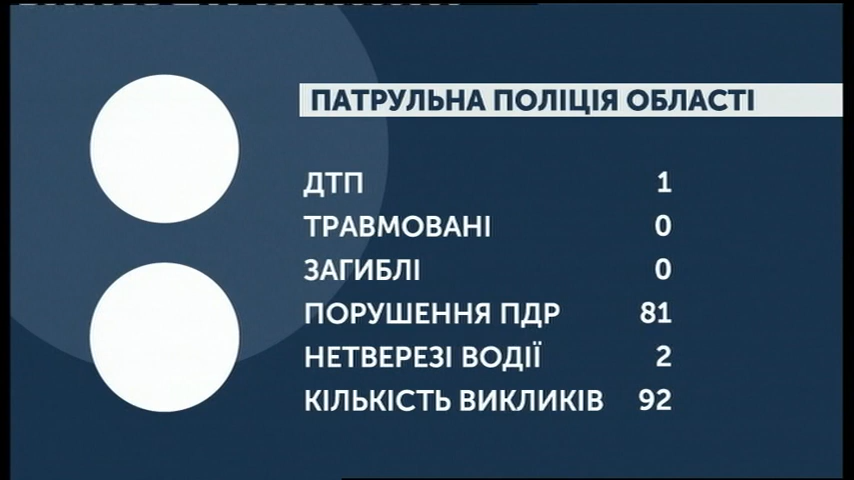 ПАТРУЛЬНА ПОЛІЦІЯ ОБЛАСТІ
ДТП 1
ТРАВМОВАНІ 0
ЗАГИБЛІ 0
ПОРУШЕННЯ ПДР 81
НЕТВЕРЕЗІ ВОДІЇ 2
КІЛЬКІСТЬ ВИКЛИКІВ 92